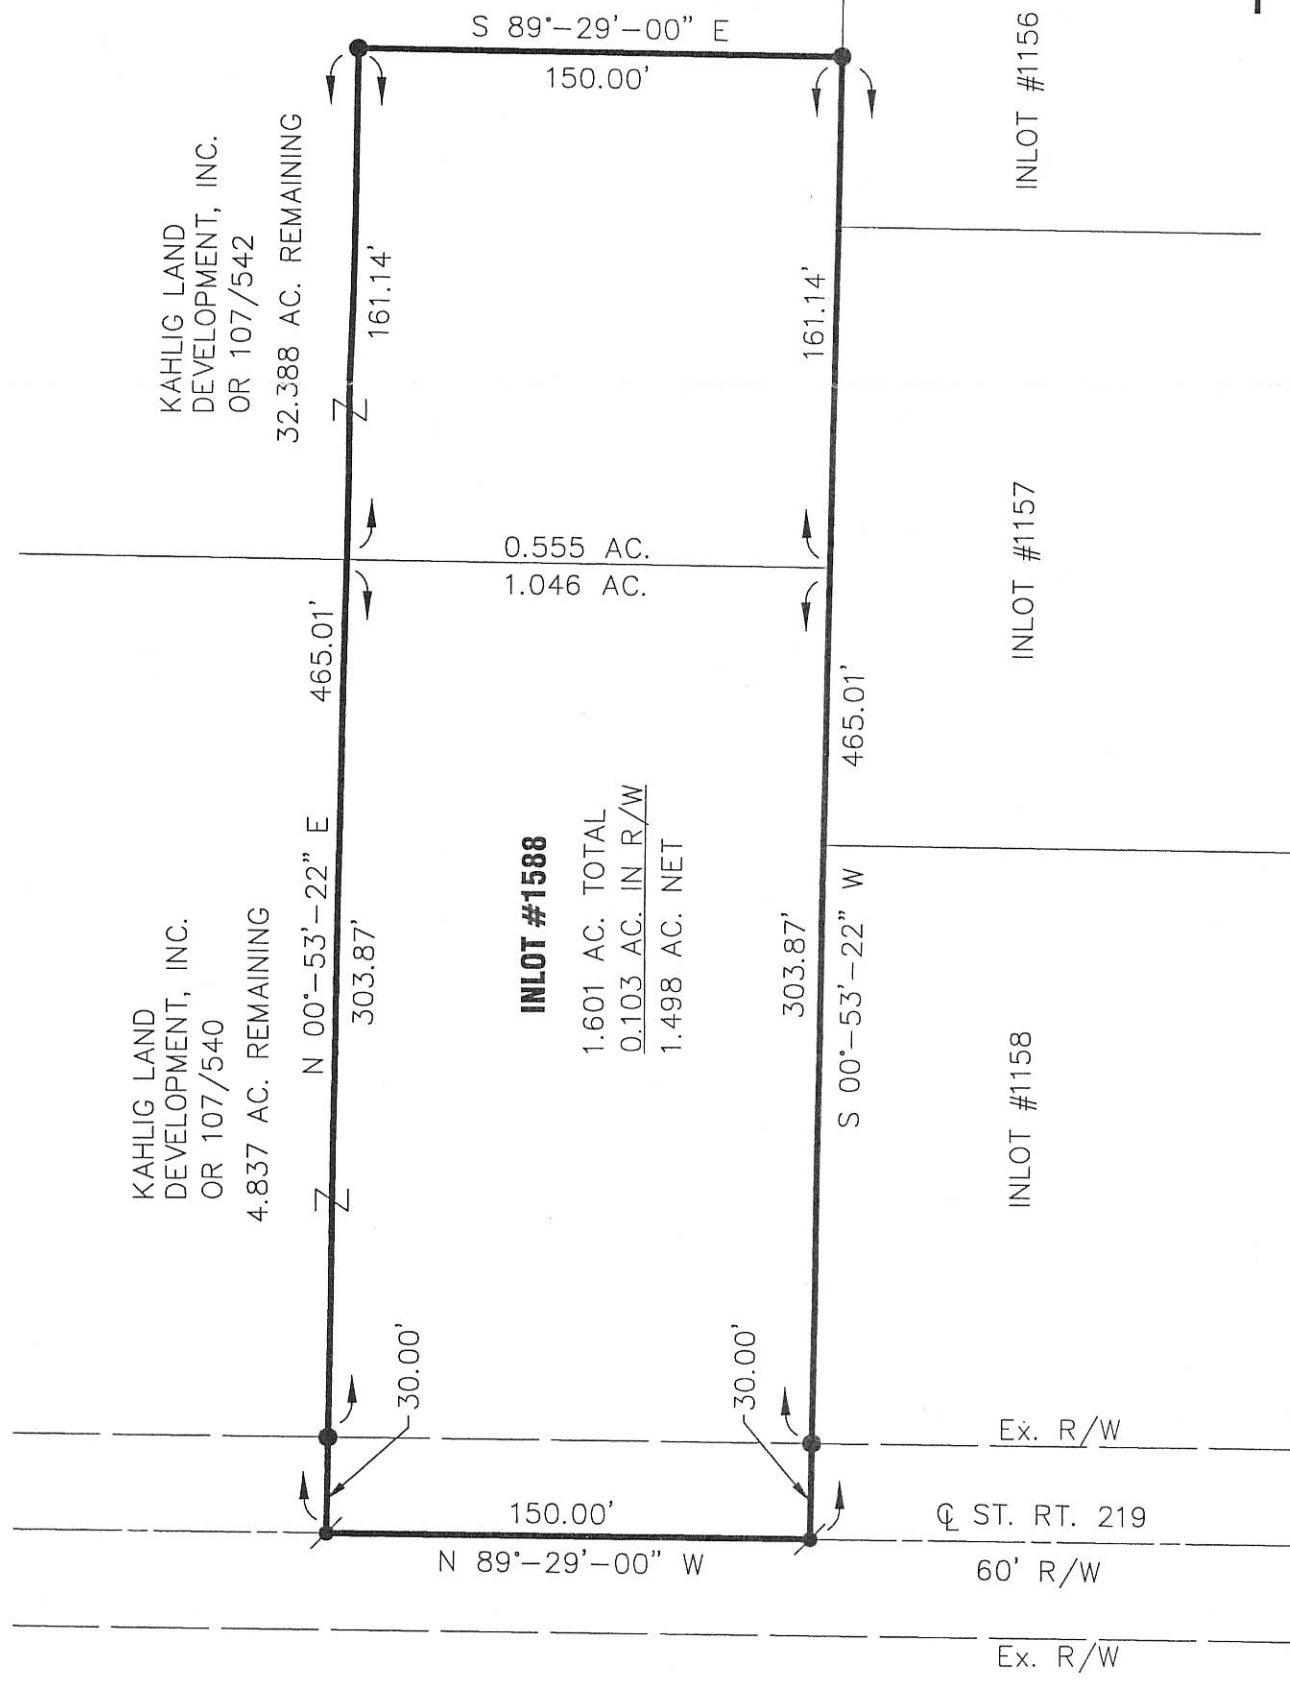 S 89°-29'-00" E
150.00'
INLOT #1156
KAHLIG LAND
DEVELOPMENT, INC.
OR 107/542
32.388 AC. REMAINING
161.14'
161.14'
0.555 AC.
1.046 AC.
INLOT #1157
465.01'
465.01'
KAHLIG LAND
DEVELOPMENT, INC.
OR 107/540
4.837 AC. REMAINING
N 00°-53'-22" E
303.87'
INLOT #1588
1.601 AC. TOTAL
0.103 AC. IN R/W
1.498 AC. NET
303.87'
S 00°-53'-22" W
INLOT #1158
30.00'
30.00'
Ex. R/W
150.00'
N 89°-29'-00" W
℄ ST. RT. 219
60' R/W
Ex. R/W